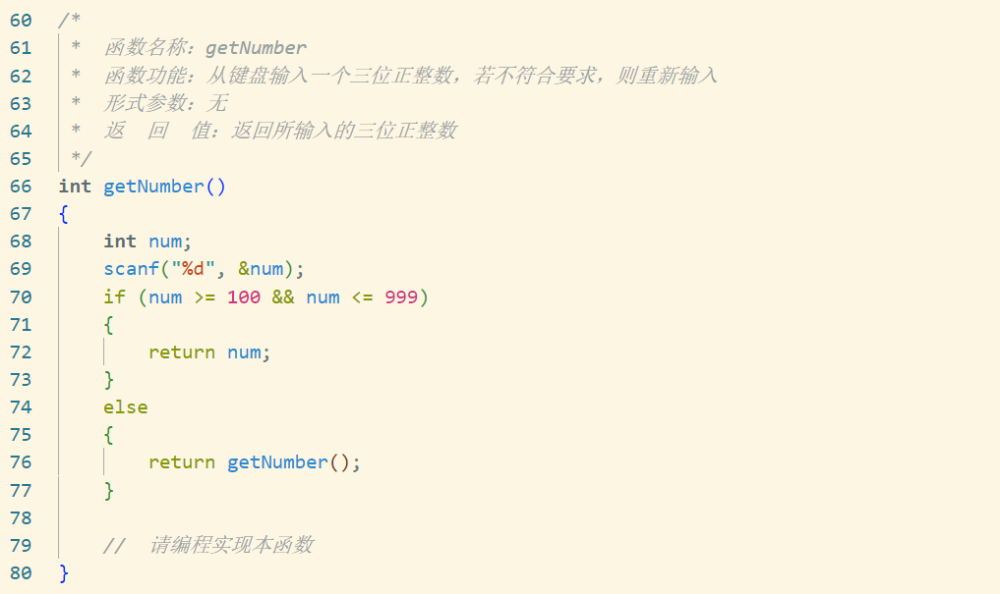 60 /*
61 * 函数名称：getNumber
62 * 函数功能：从键盘输入一个三位正整数，若不符合要求，则重新输入
63 * 形式参数：无
64 * 返 回 值：返回所输入的三位正整数
65 */
66 int getNumber()
67 {
68 int num;
69 scanf("%d", &num);
70 if (num >= 100 && num <= 999)
71 {
72 return num;
73 }
74 else
75 {
76 return getNumber();
77 }
78
79 // 请编程实现本函数
80 }